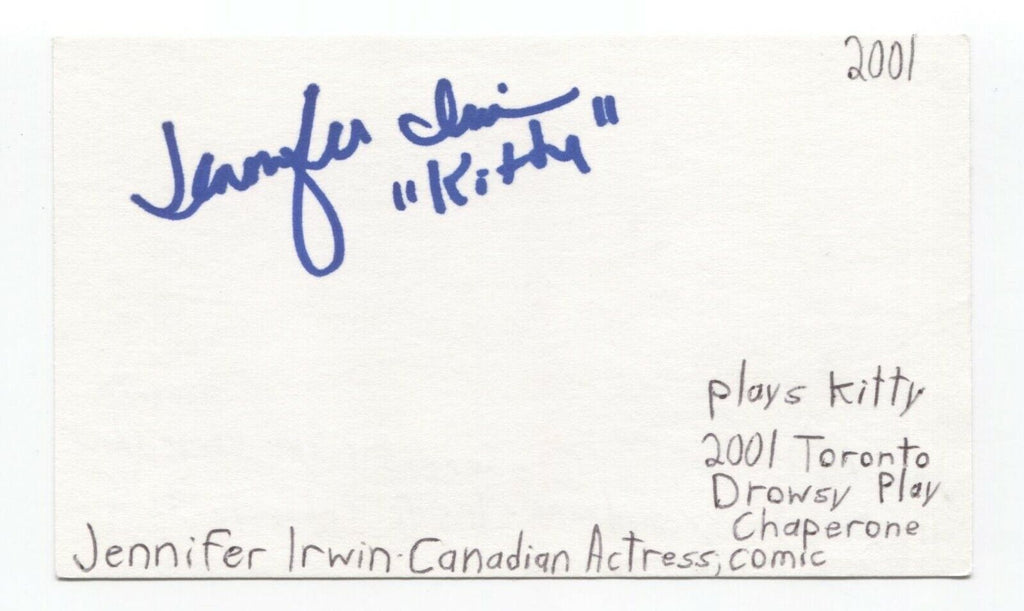 2001
Jennifer Irwin
"Kitty"
plays Kitty
2001 Toronto
Drowsy Play
Chaperone
Jennifer Irwin-Canadian Actress, comic